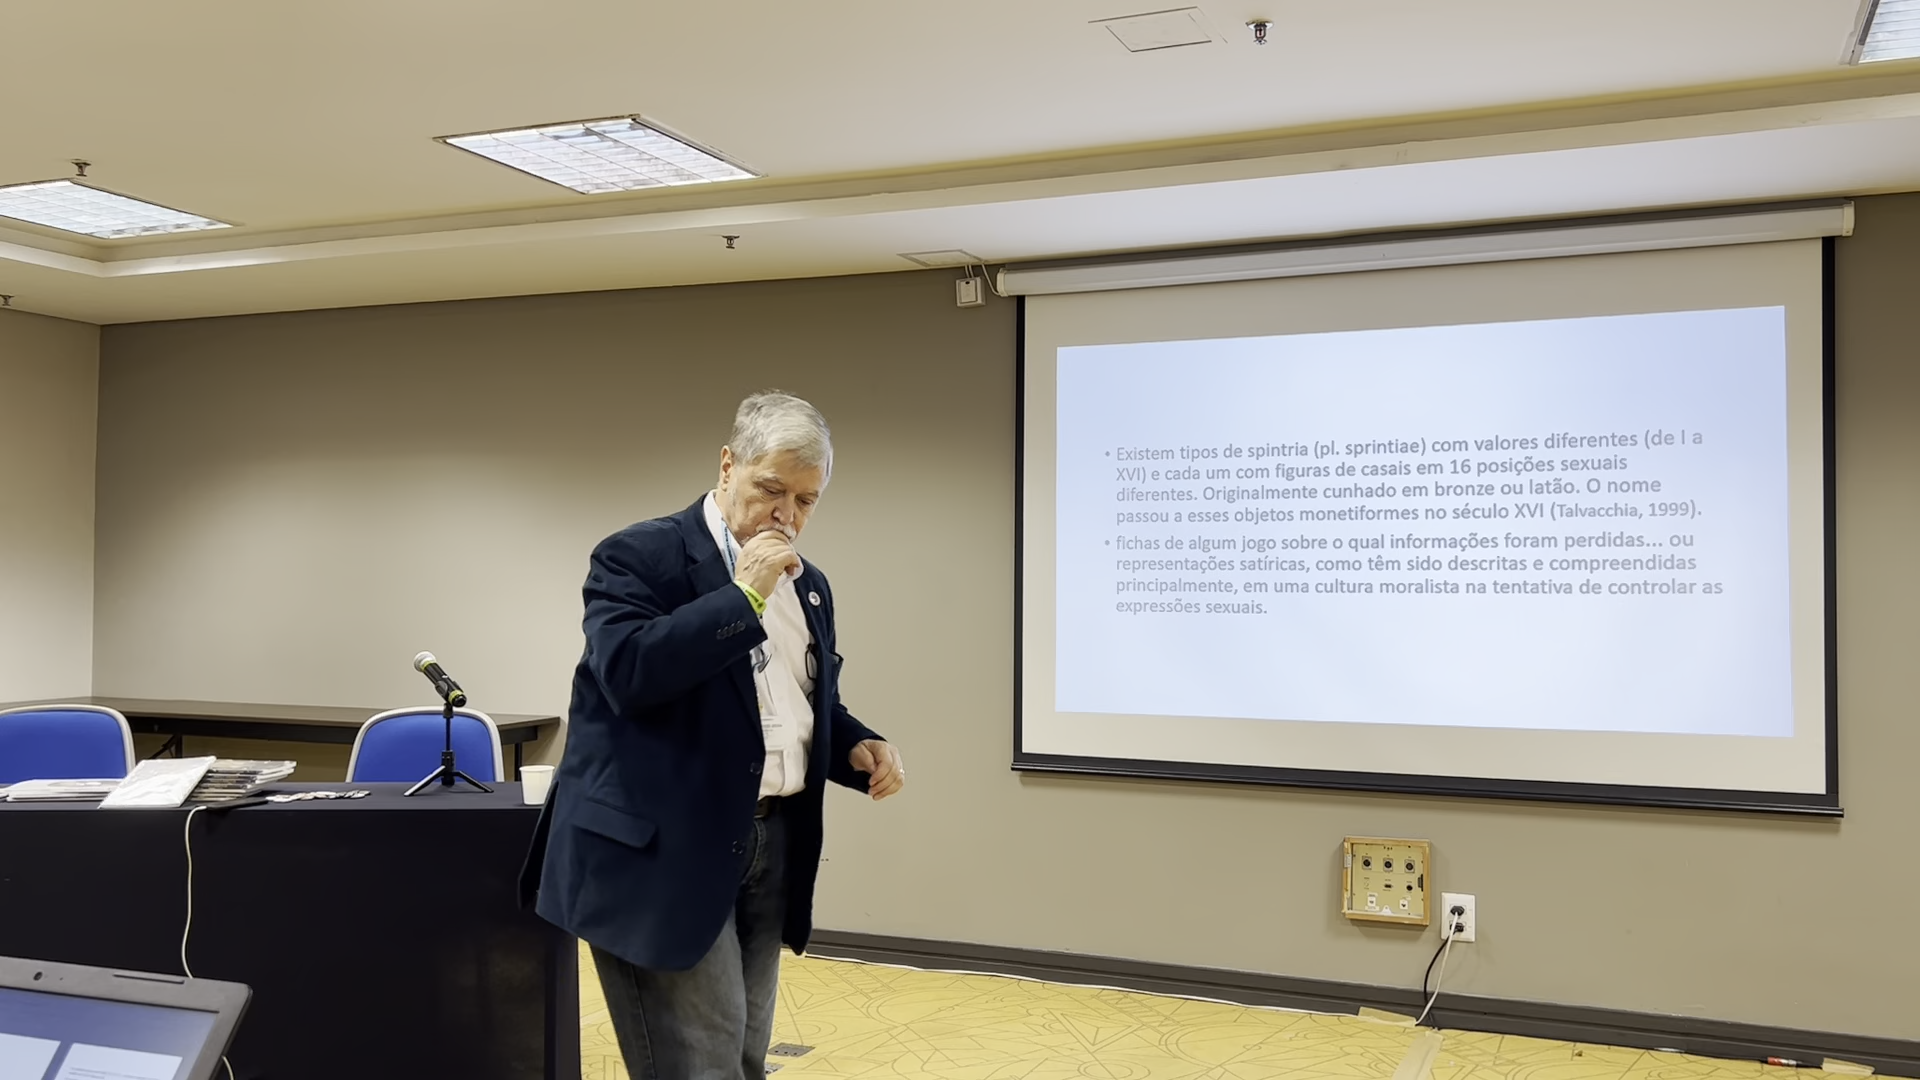 • Existem tipos de spintria (pl. sprintiae) com valores diferentes (de I a
XVI) e cada um com figuras de casais em 16 posições sexuais
diferentes. Originalmente cunhado em bronze ou latão. O nome
passou a esses objetos monetiformes no século XVI (Talvacchia, 1999).
• fichas de algum jogo sobre o qual informações foram perdidas... ou
representações satíricas, como têm sido descritas e compreendidas
principalmente, em uma cultura moralista na tentativa de controlar as
expressões sexuais.